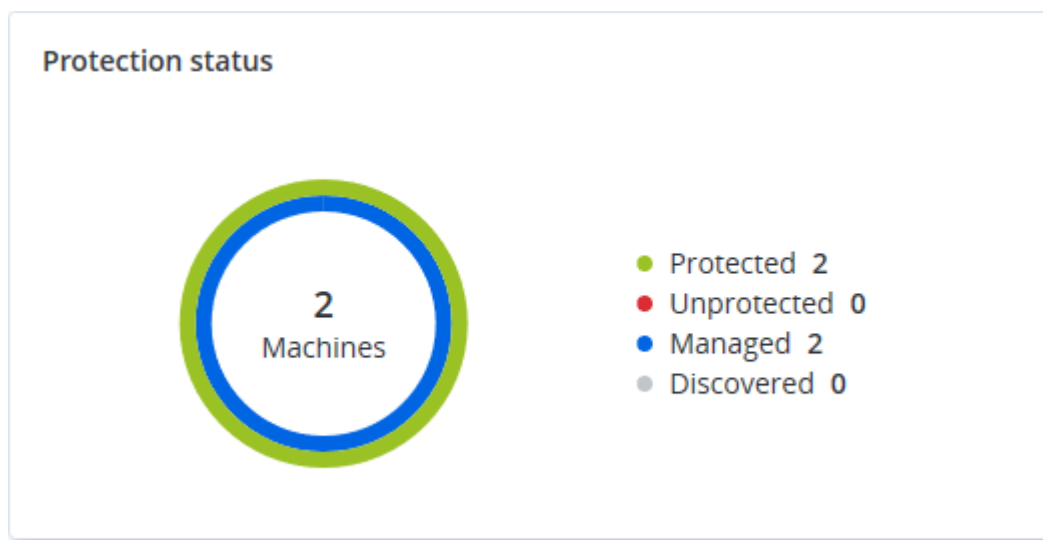 Protection status
2
Machines
Protected 2
Unprotected 0
Managed 2
Discovered 0